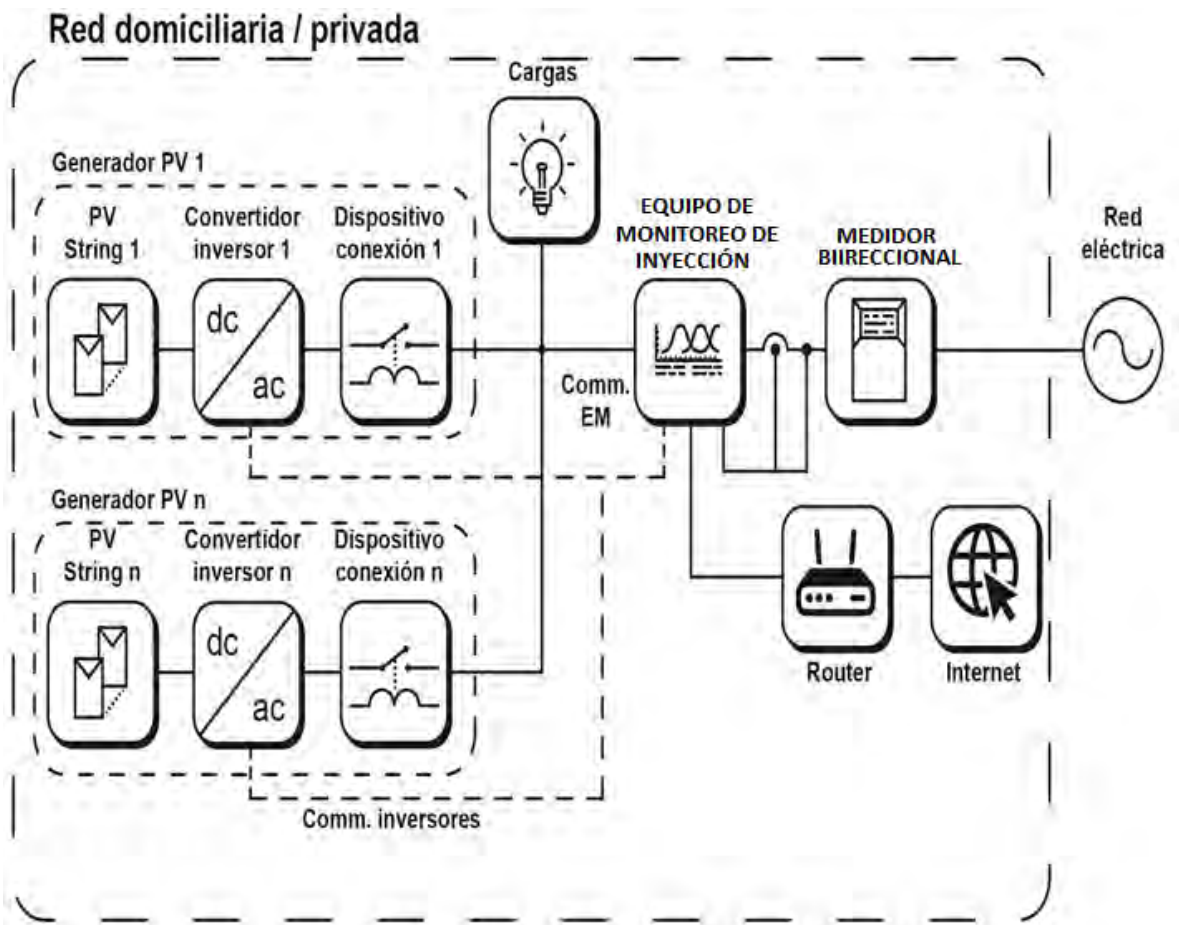 Red domiciliaria / privada
Cargas
Generador PV 1
PV
String 1
Convertidor
inversor 1
Dispositivo
conexión 1
dc
ac
EQUIPO DE
MONITOREO DE
INYECCIÓN
MEDIDOR
BIIRECCIONAL
Red
eléctrica
Comm.
EM
Generador PV n
PV
String n
Convertidor
inversor n
Dispositivo
conexión n
dc
ac
Router
Internet
Comm. inversores